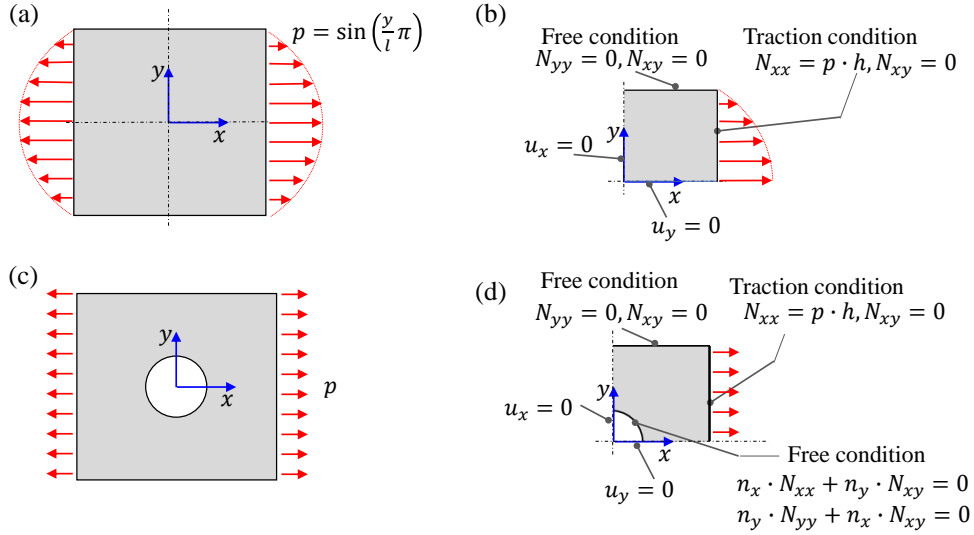 (a)
p = sin(y/l π)
y
x
(b)
Free condition
N_yy = 0, N_xy = 0
Traction condition
N_xx = p · h, N_xy = 0
y
u_x = 0
x
u_y = 0
(c)
y
x
p
(d)
Free condition
N_yy = 0, N_xy = 0
Traction condition
N_xx = p · h, N_xy = 0
y
u_x = 0
x
u_y = 0
Free condition
n_x · N_xx + n_y · N_xy = 0
n_y · N_yy + n_x · N_xy = 0